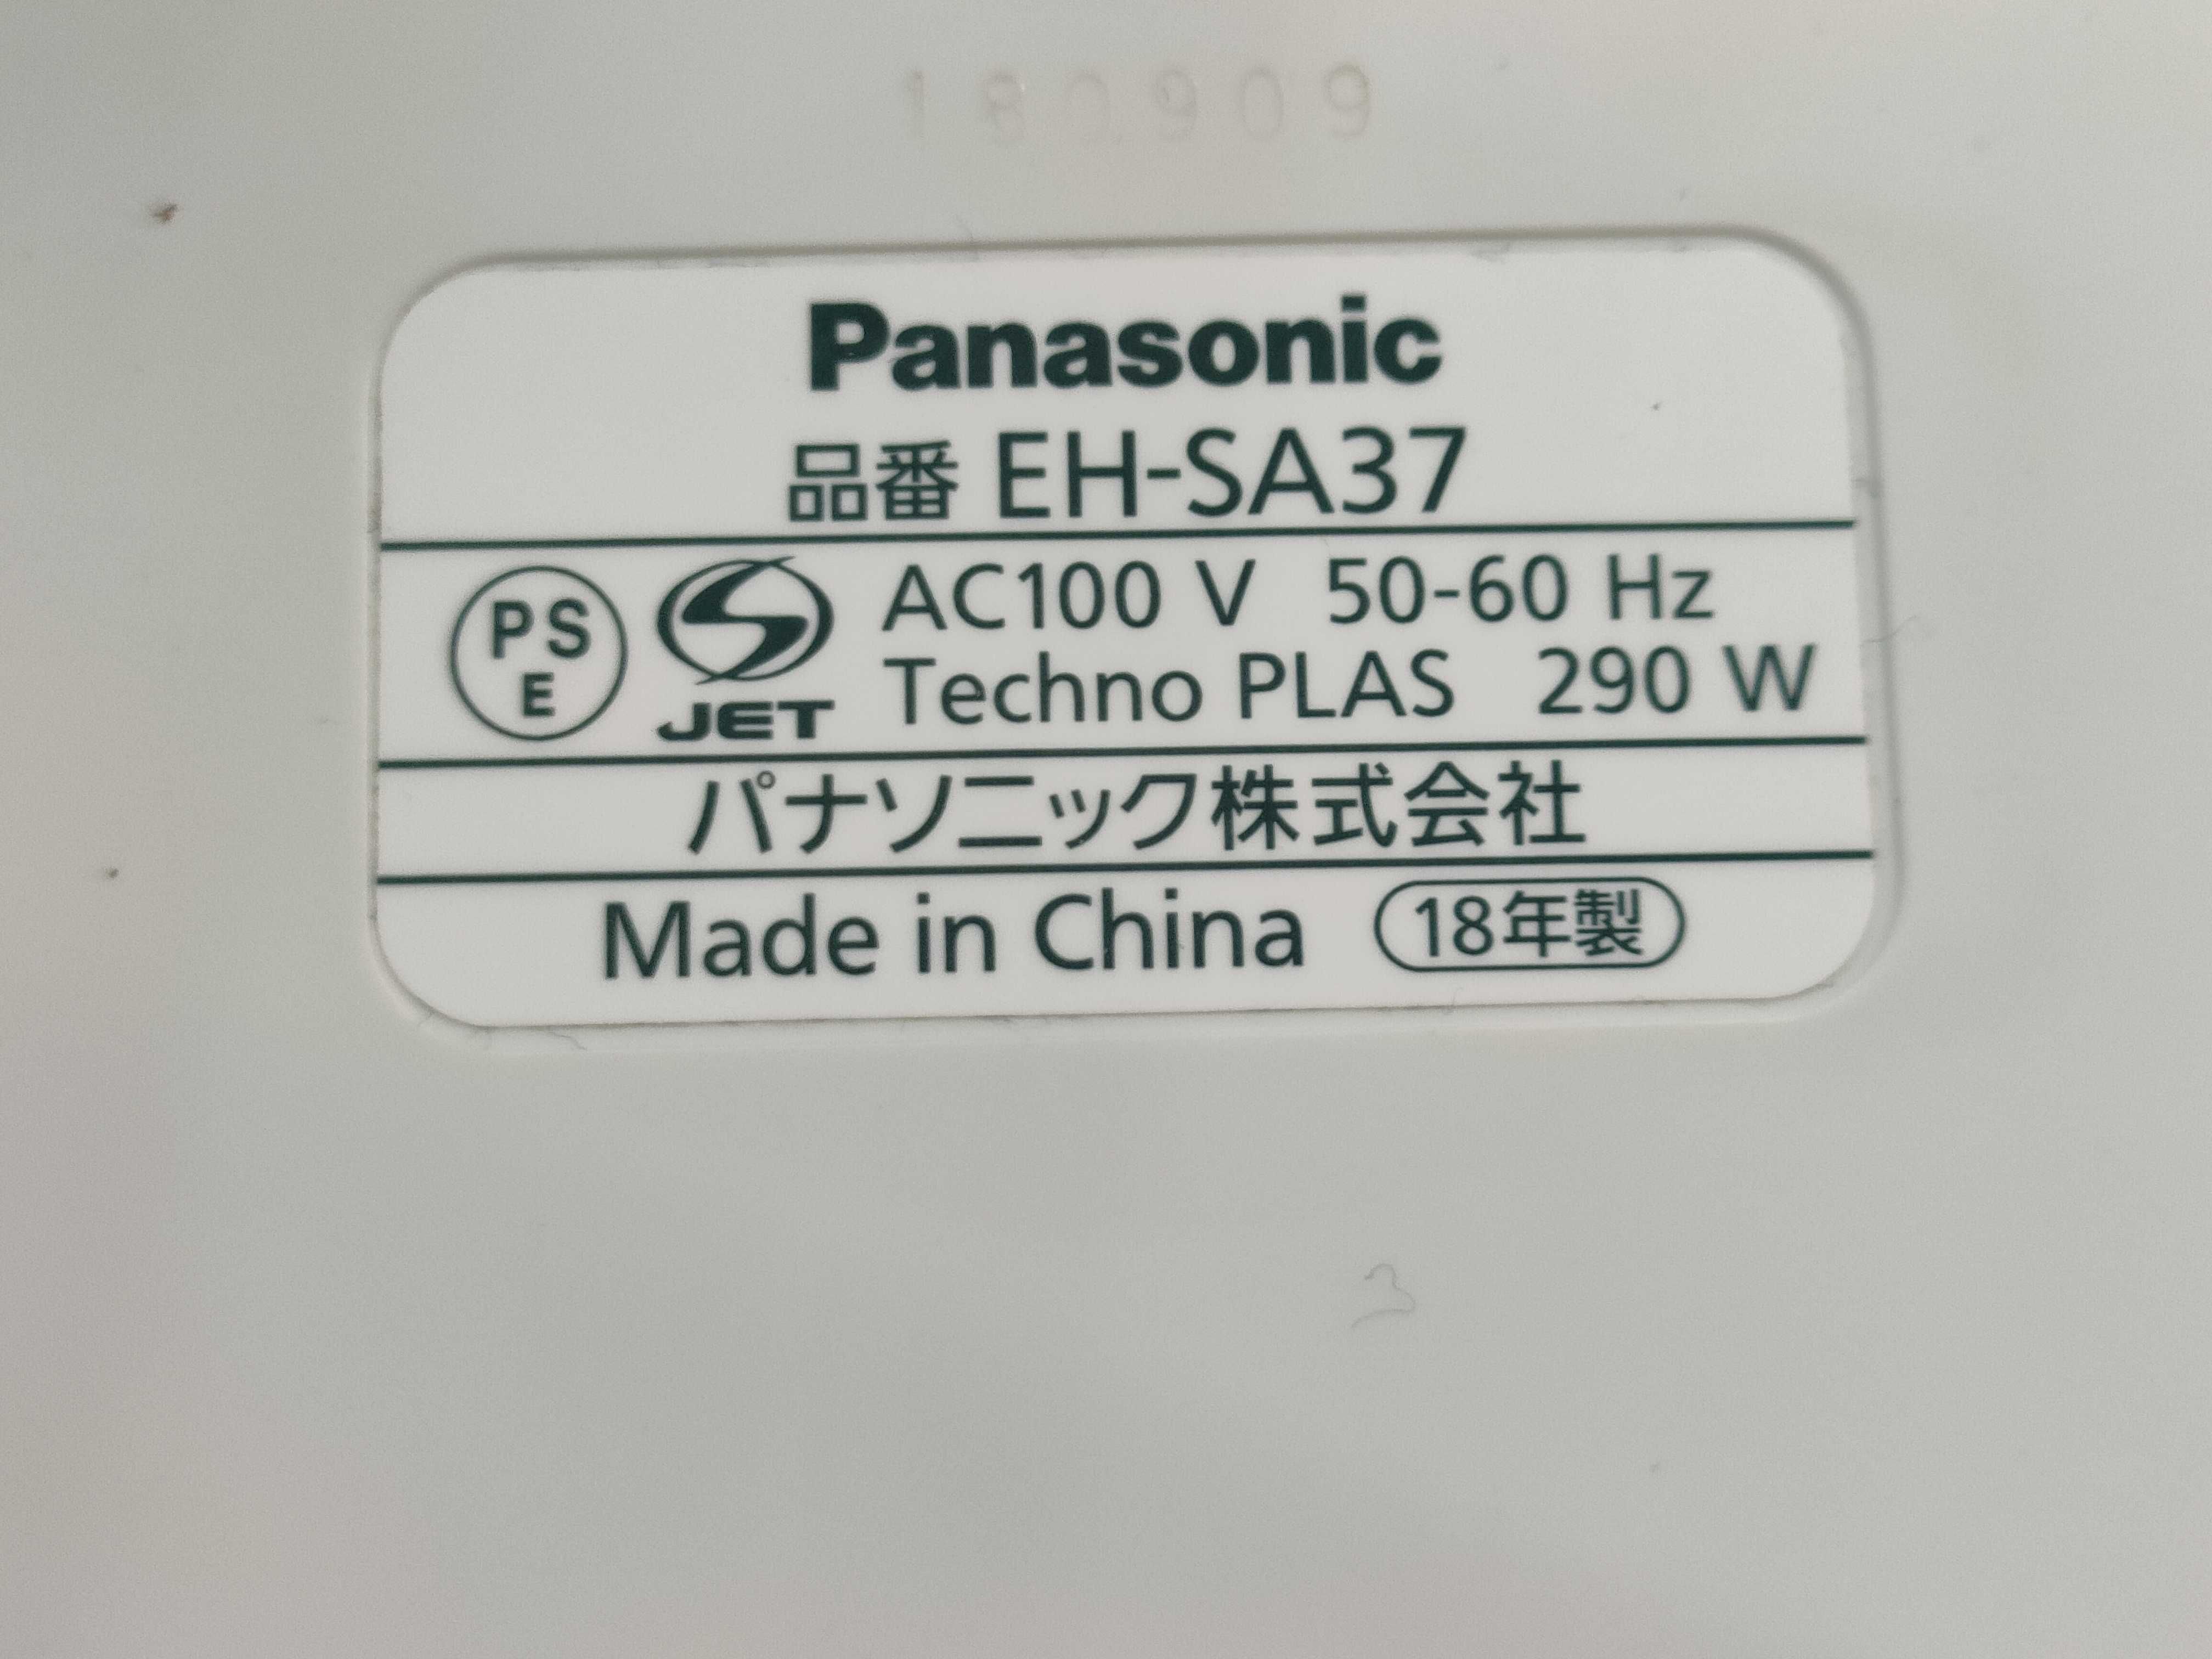 180909
Panasonic
品番 EH-SA37
PS
E
JET
AC100 V 50-60 Hz
Techno PLAS 290 W
パナソニック株式会社
Made in China 18年製